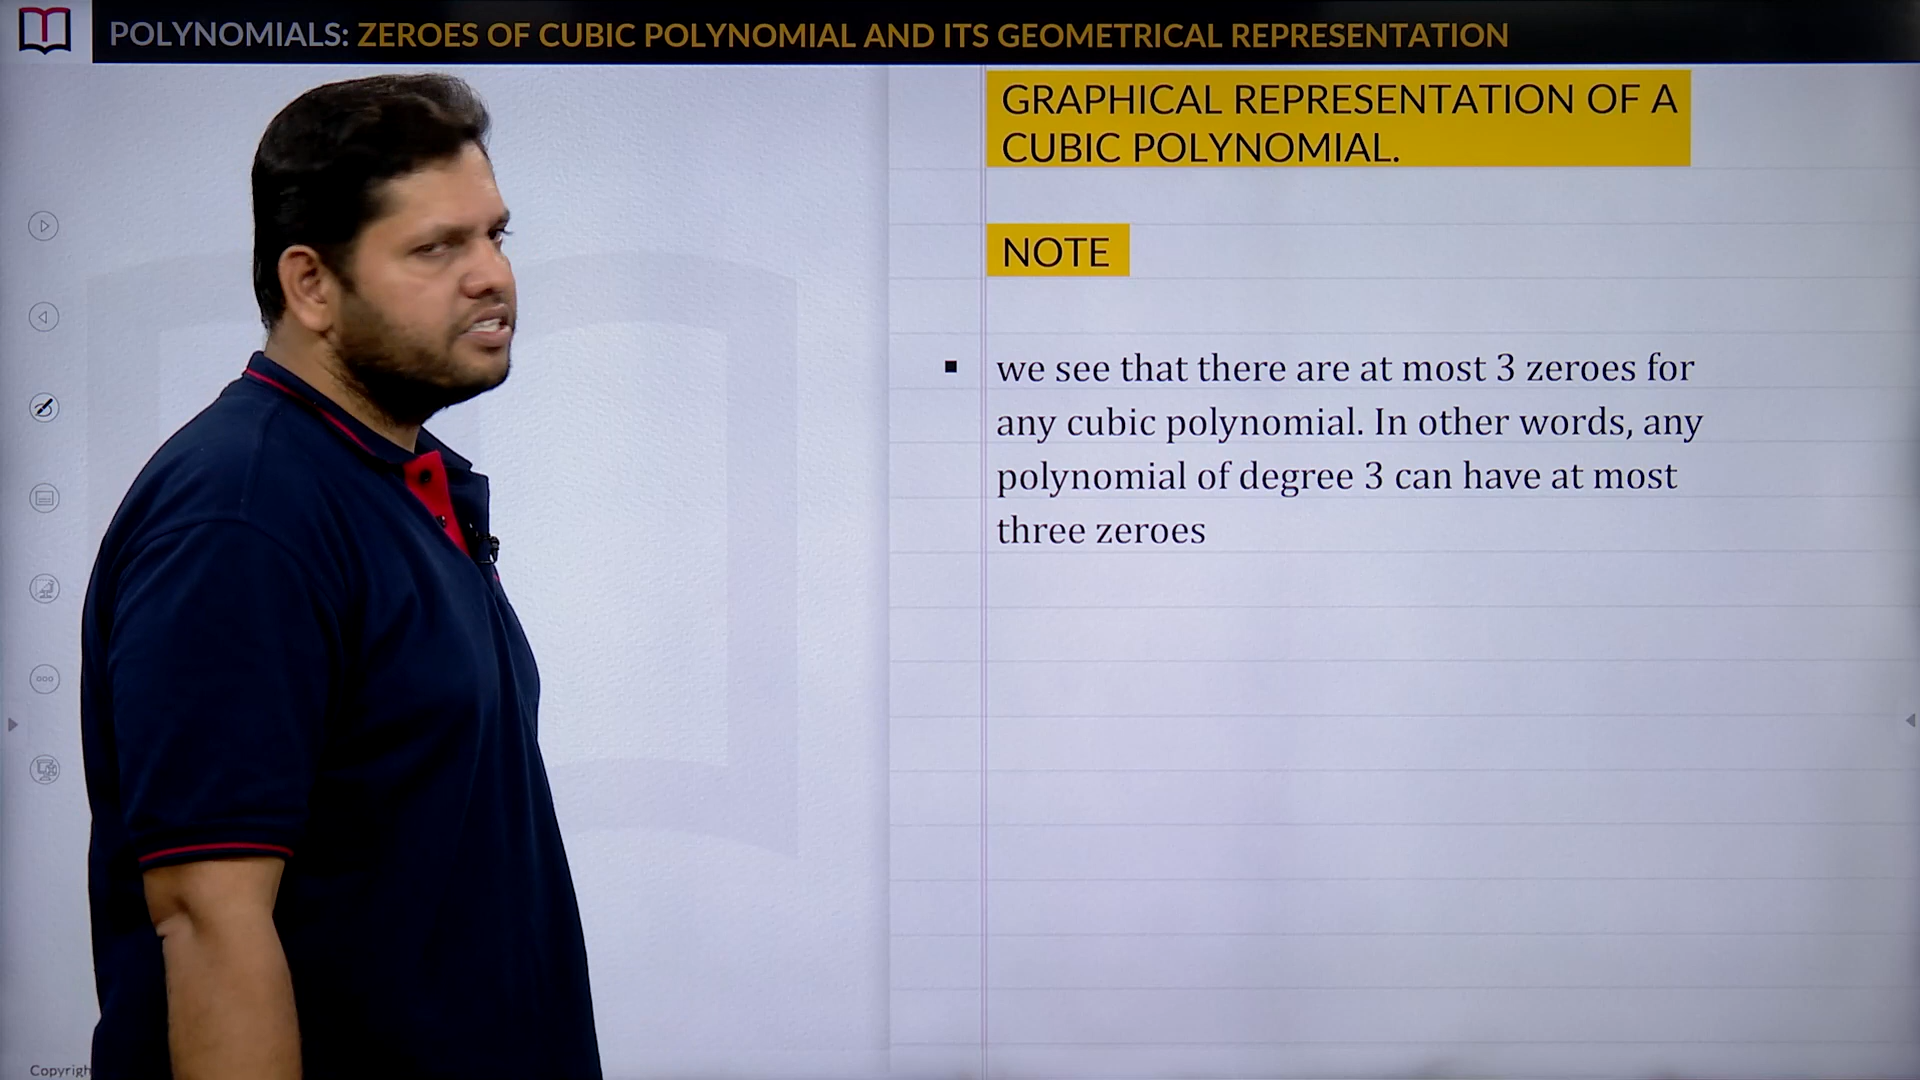 POLYNOMIALS: ZEROES OF CUBIC POLYNOMIAL AND ITS GEOMETRICAL REPRESENTATION
GRAPHICAL REPRESENTATION OF A
CUBIC POLYNOMIAL.
NOTE
▪ we see that there are at most 3 zeroes for
any cubic polynomial. In other words, any
polynomial of degree 3 can have at most
three zeroes
Copyrigh